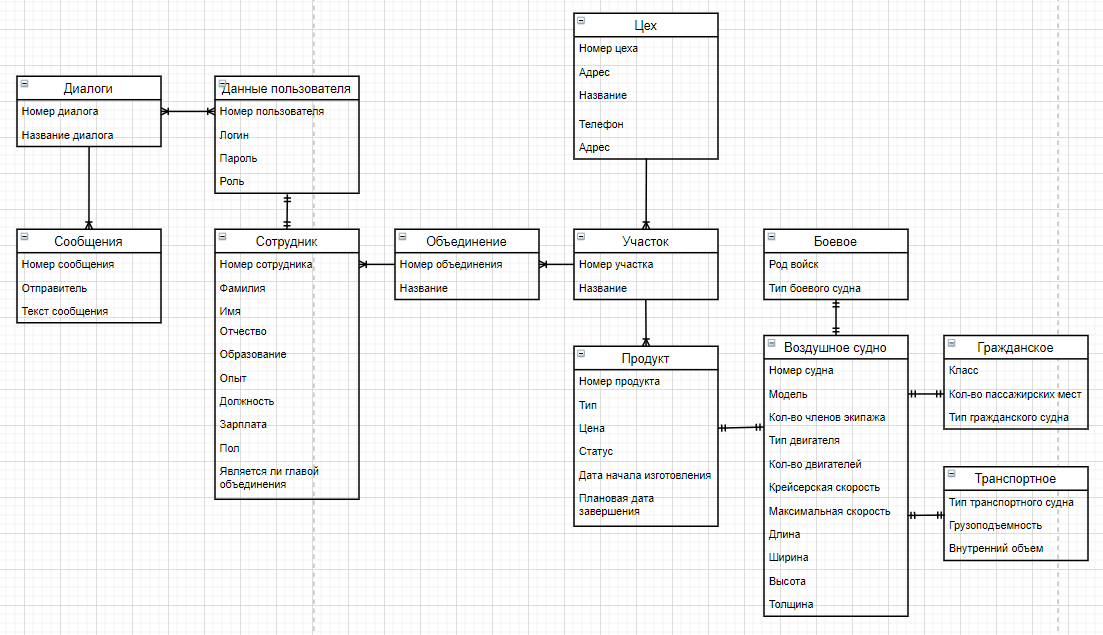 Цех
Номер цеха
Адрес
Название
Телефон
Адрес
Диалоги
Номер диалога
Название диалога
Данные пользователя
Номер пользователя
Логин
Пароль
Роль
Сообщения
Номер сообщения
Отправитель
Текст сообщения
Сотрудник
Номер сотрудника
Фамилия
Имя
Отчество
Образование
Опыт
Должность
Зарплата
Пол
Является ли главой
объединения
Объединение
Номер объединения
Название
Участок
Номер участка
Название
Продукт
Номер продукта
Тип
Цена
Статус
Дата начала изготовления
Плановая дата
завершения
Боевое
Род войск
Тип боевого судна
Воздушное судно
Номер судна
Модель
Кол-во членов экипажа
Тип двигателя
Кол-во двигателей
Крейсерская скорость
Максимальная скорость
Длина
Ширина
Высота
Толщина
Гражданское
Класс
Кол-во пассажирских мест
Тип гражданского судна
Транспортное
Тип транспортного судна
Грузоподъемность
Внутренний объем